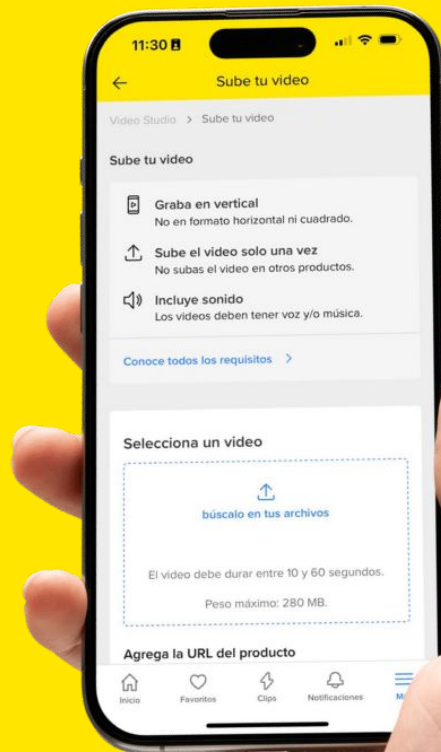 11:30
Sube tu video
Video Studio > Sube tu video
Sube tu video
Graba en vertical
No en formato horizontal ni cuadrado.
Sube el video solo una vez
No subas el video en otros productos.
Incluye sonido
Los videos deben tener voz y/o música.
Conoce todos los requisitos >
Selecciona un video
búscalo en tus archivos
El video debe durar entre 10 y 60 segundos.
Peso máximo: 280 MB.
Agrega la URL del producto
Inicio Favoritos Clips Notificaciones